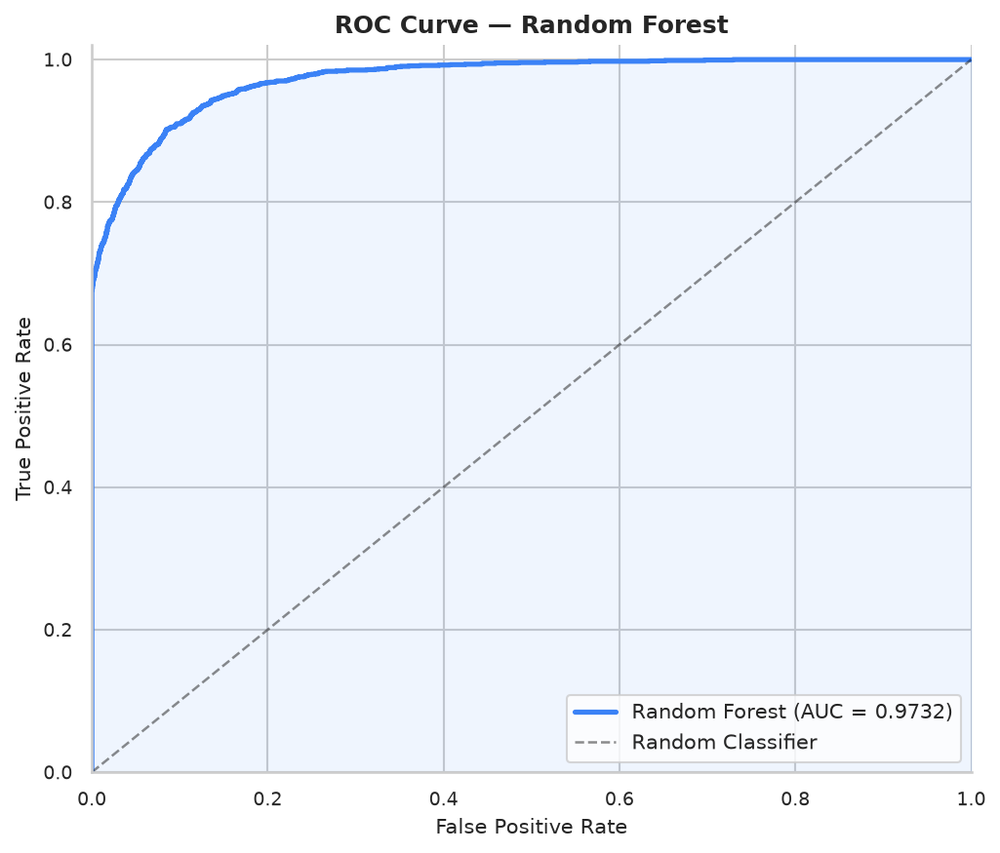 ROC Curve — Random Forest
True Positive Rate
1.0
0.8
0.6
0.4
0.2
0.0
0.0 0.2 0.4 0.6 0.8 1.0
False Positive Rate
Random Forest (AUC = 0.9732)
Random Classifier